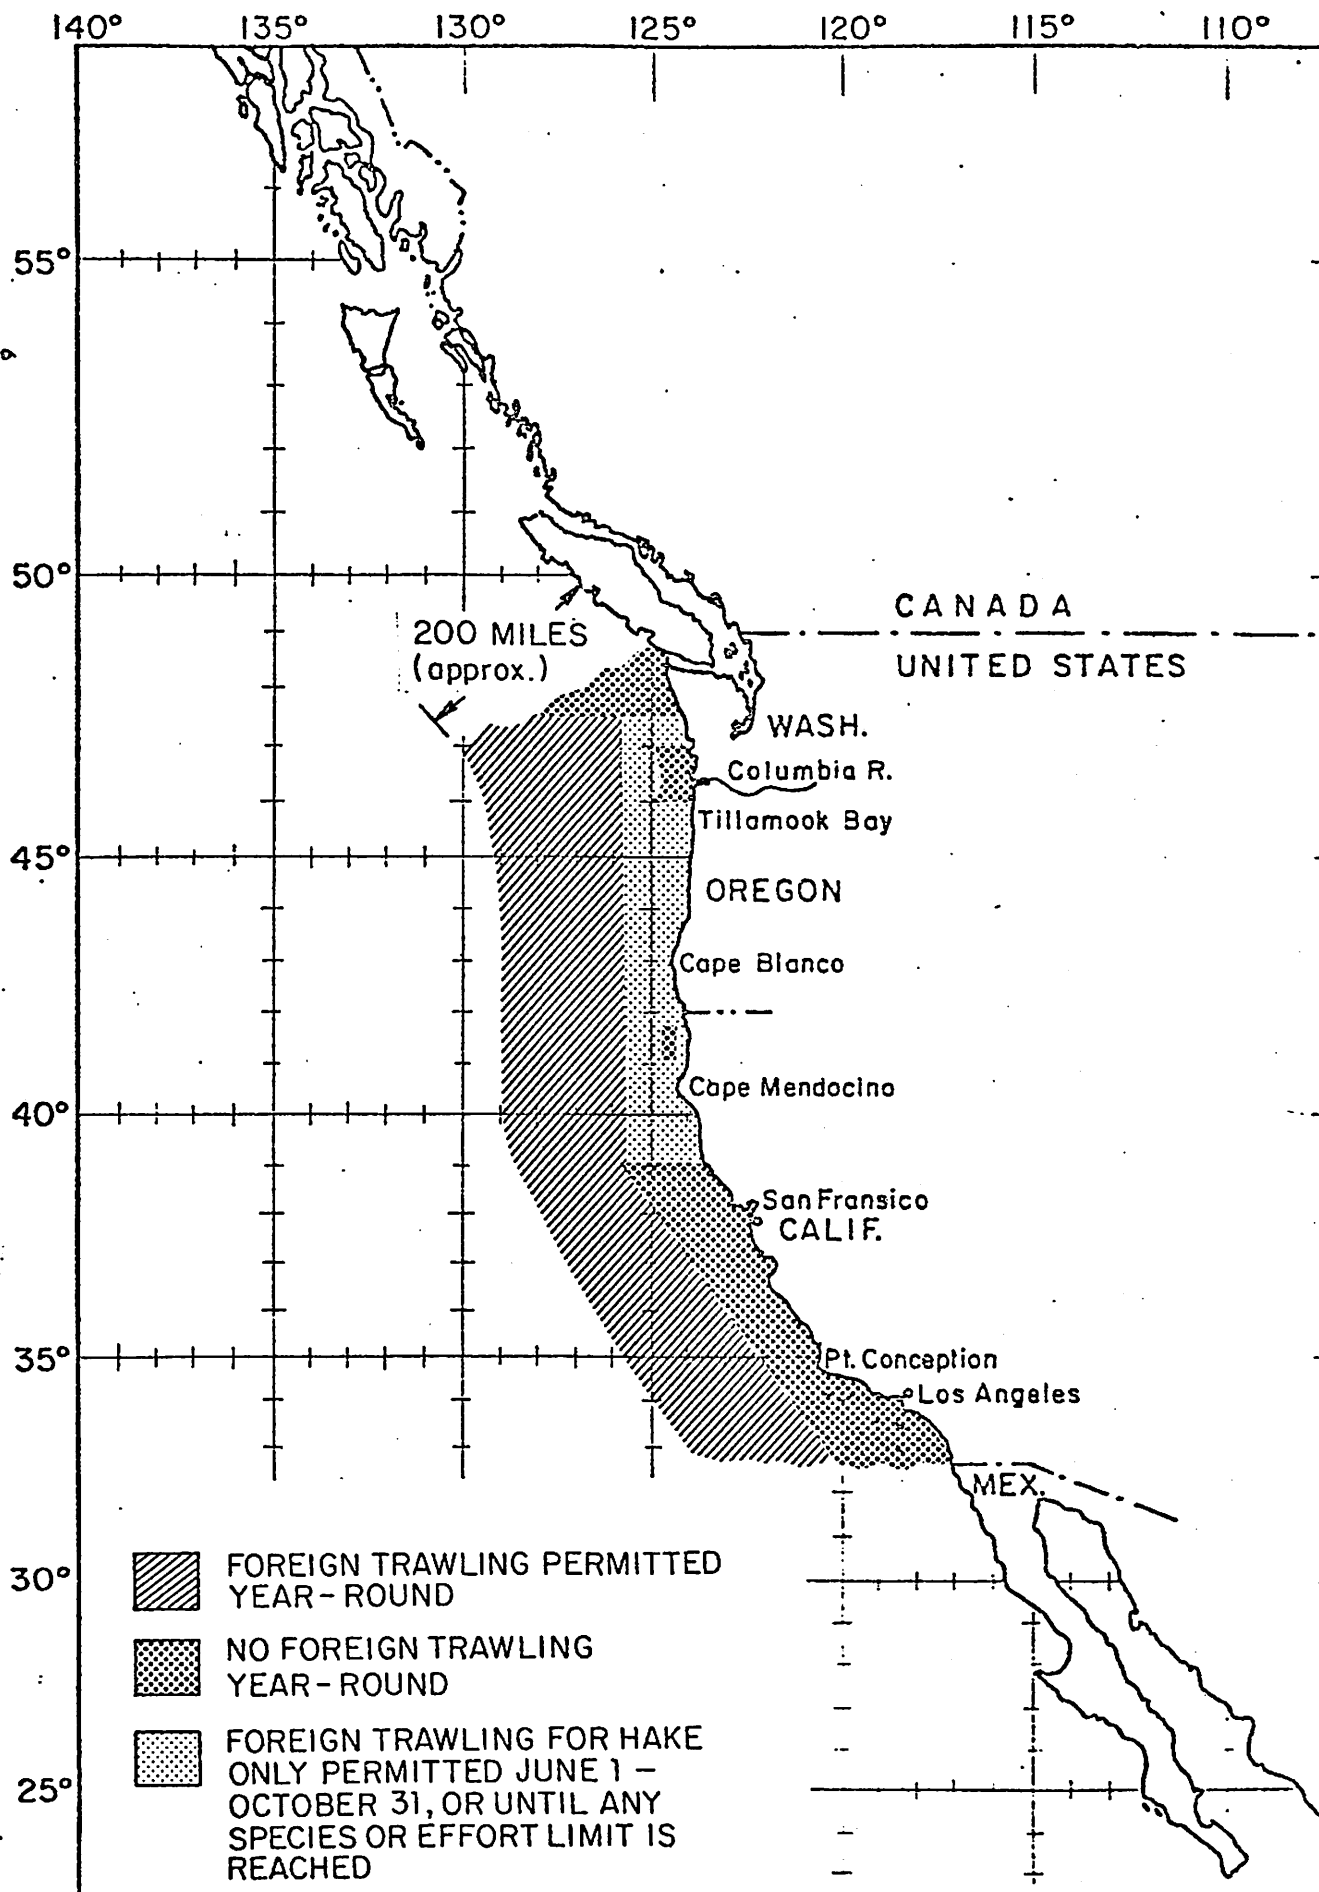 140° 135° 130° 125° 120° 115° 110°
55°
50°
CANADA
200 MILES
(approx.)
UNITED STATES
WASH.
Columbia R.
Tillamook Bay
45°
OREGON
Cape Blanco
Cape Mendocino
40°
San Fransico
CALIF.
35°
Pt. Conception
Los Angeles
MEX.
30°
FOREIGN TRAWLING PERMITTED
YEAR-ROUND
NO FOREIGN TRAWLING
YEAR-ROUND
25°
FOREIGN TRAWLING FOR HAKE
ONLY PERMITTED JUNE 1 –
OCTOBER 31, OR UNTIL ANY
SPECIES OR EFFORT LIMIT IS
REACHED